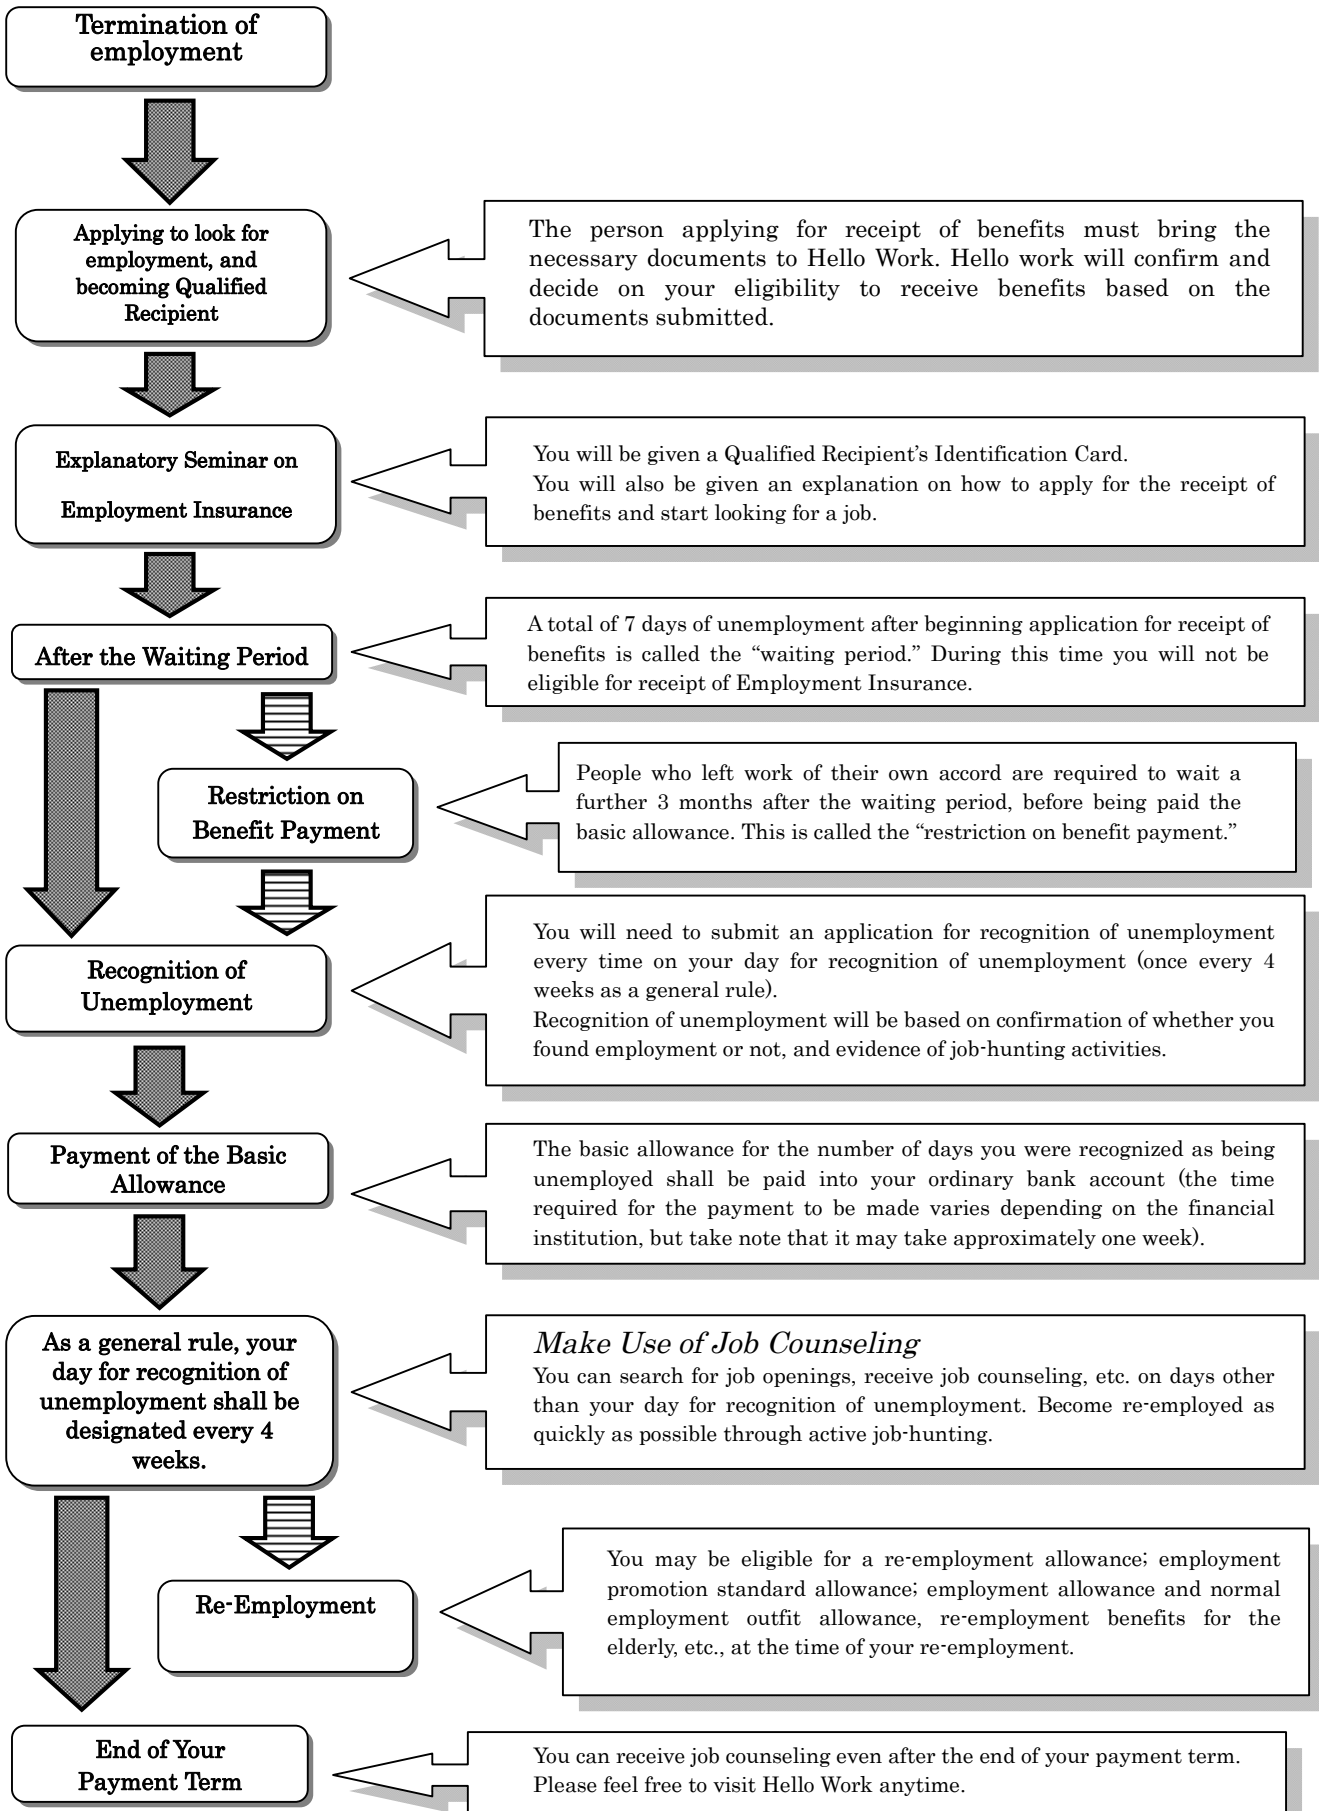 Termination of
employment
Applying to look for
employment, and
becoming Qualified
Recipient
The person applying for receipt of benefits must bring the
necessary documents to Hello Work. Hello work will confirm and
decide on your eligibility to receive benefits based on the
documents submitted.
Explanatory Seminar on
Employment Insurance
You will be given a Qualified Recipient's Identification Card.
You will also be given an explanation on how to apply for the receipt of
benefits and start looking for a job.
After the Waiting Period
A total of 7 days of unemployment after beginning application for receipt of
benefits is called the “waiting period.” During this time you will not be
eligible for receipt of Employment Insurance.
Restriction on
Benefit Payment
People who left work of their own accord are required to wait a
further 3 months after the waiting period, before being paid the
basic allowance. This is called the “restriction on benefit payment.”
Recognition of
Unemployment
You will need to submit an application for recognition of unemployment
every time on your day for recognition of unemployment (once every 4
weeks as a general rule).
Recognition of unemployment will be based on confirmation of whether you
found employment or not, and evidence of job-hunting activities.
Payment of the Basic
Allowance
The basic allowance for the number of days you were recognized as being
unemployed shall be paid into your ordinary bank account (the time
required for the payment to be made varies depending on the financial
institution, but take note that it may take approximately one week).
As a general rule, your
day for recognition of
unemployment shall be
designated every 4
weeks.
Make Use of Job Counseling
You can search for job openings, receive job counseling, etc. on days other
than your day for recognition of unemployment. Become re-employed as
quickly as possible through active job-hunting.
Re-Employment
You may be eligible for a re-employment allowance; employment
promotion standard allowance; employment allowance and normal
employment outfit allowance, re-employment benefits for the
elderly, etc., at the time of your re-employment.
End of Your
Payment Term
You can receive job counseling even after the end of your payment term.
Please feel free to visit Hello Work anytime.